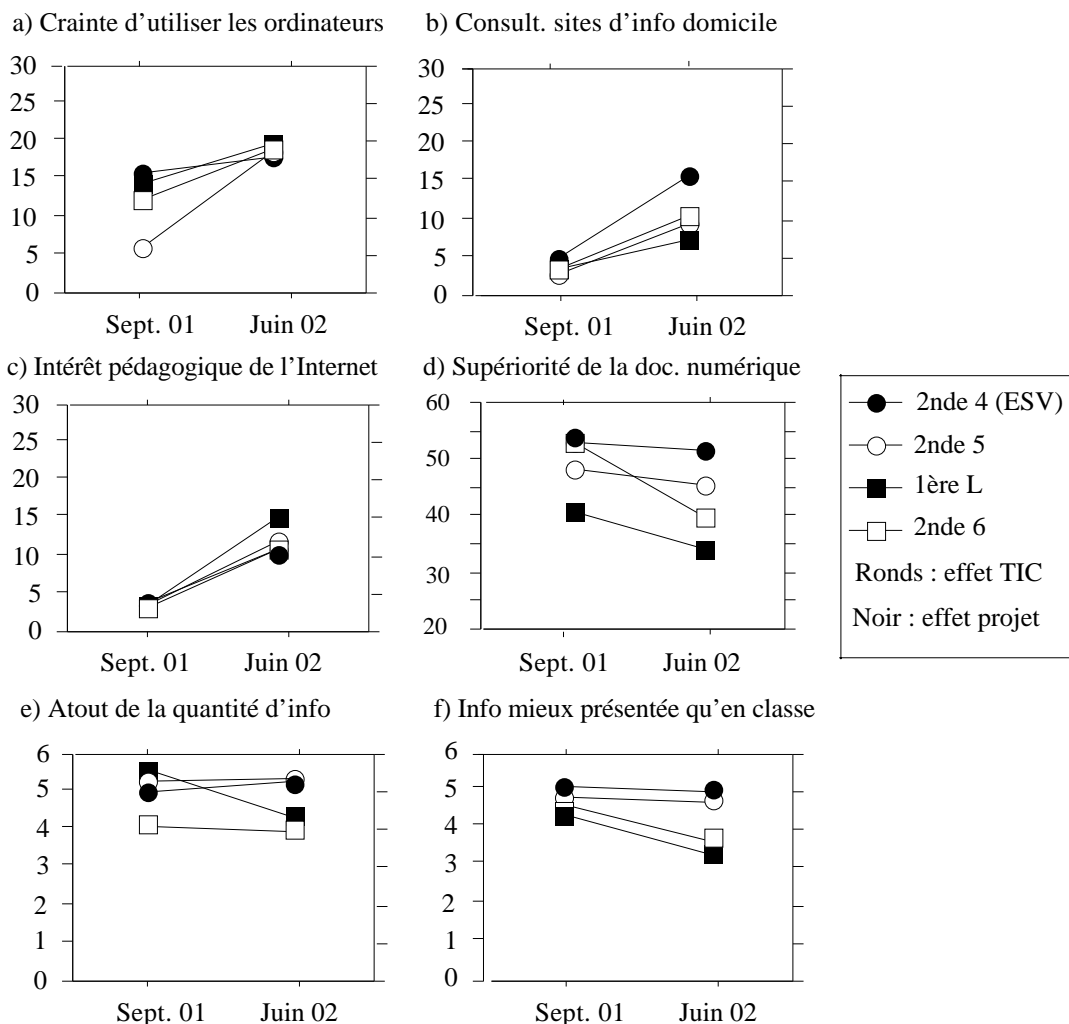 a) Crainte d’utiliser les ordinateurs
30
25
20
15
10
5
0
Sept. 01 Juin 02
b) Consult. sites d’info domicile
30
25
20
15
10
5
0
Sept. 01 Juin 02
c) Intérêt pédagogique de l’Internet
30
25
20
15
10
5
0
Sept. 01 Juin 02
d) Supériorité de la doc. numérique
60
50
40
30
20
Sept. 01 Juin 02
2nde 4 (ESV)
2nde 5
1ère L
2nde 6
Ronds : effet TIC
Noir : effet projet
e) Atout de la quantité d’info
6
5
4
3
2
1
0
Sept. 01 Juin 02
f) Info mieux présentée qu’en classe
6
5
4
3
2
1
0
Sept. 01 Juin 02